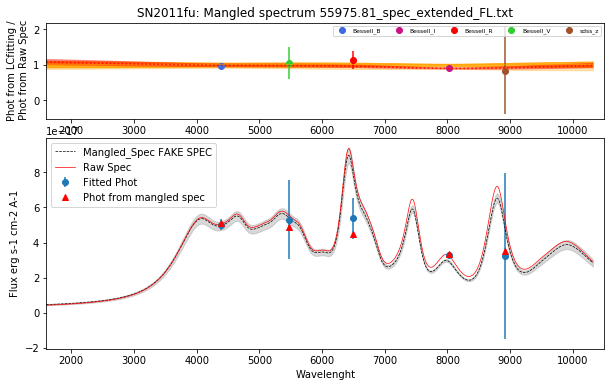 SN2011fu: Mangled spectrum 55975.81_spec_extended_FL.txt
Phot from LCfitting /
Phot from Raw Spec
2
1
0
Bessell_B
Bessell_I
Bessell_R
Bessell_V
sdss_z
2000
3000
4000
5000
6000
7000
8000
9000
10000
1e−17
Flux erg s-1 cm-2 A-1
8
6
4
2
0
−2
Mangled_Spec FAKE SPEC
Raw Spec
Fitted Phot
Phot from mangled spec
2000
3000
4000
5000
6000
7000
8000
9000
10000
Wavelenght